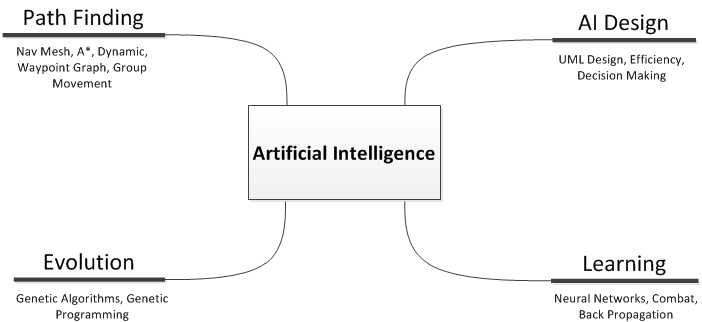 Path Finding
Nav Mesh, A*, Dynamic,
Waypoint Graph, Group
Movement
AI Design
UML Design, Efficiency,
Decision Making
Artificial Intelligence
Evolution
Genetic Algorithms, Genetic
Programming
Learning
Neural Networks, Combat,
Back Propagation